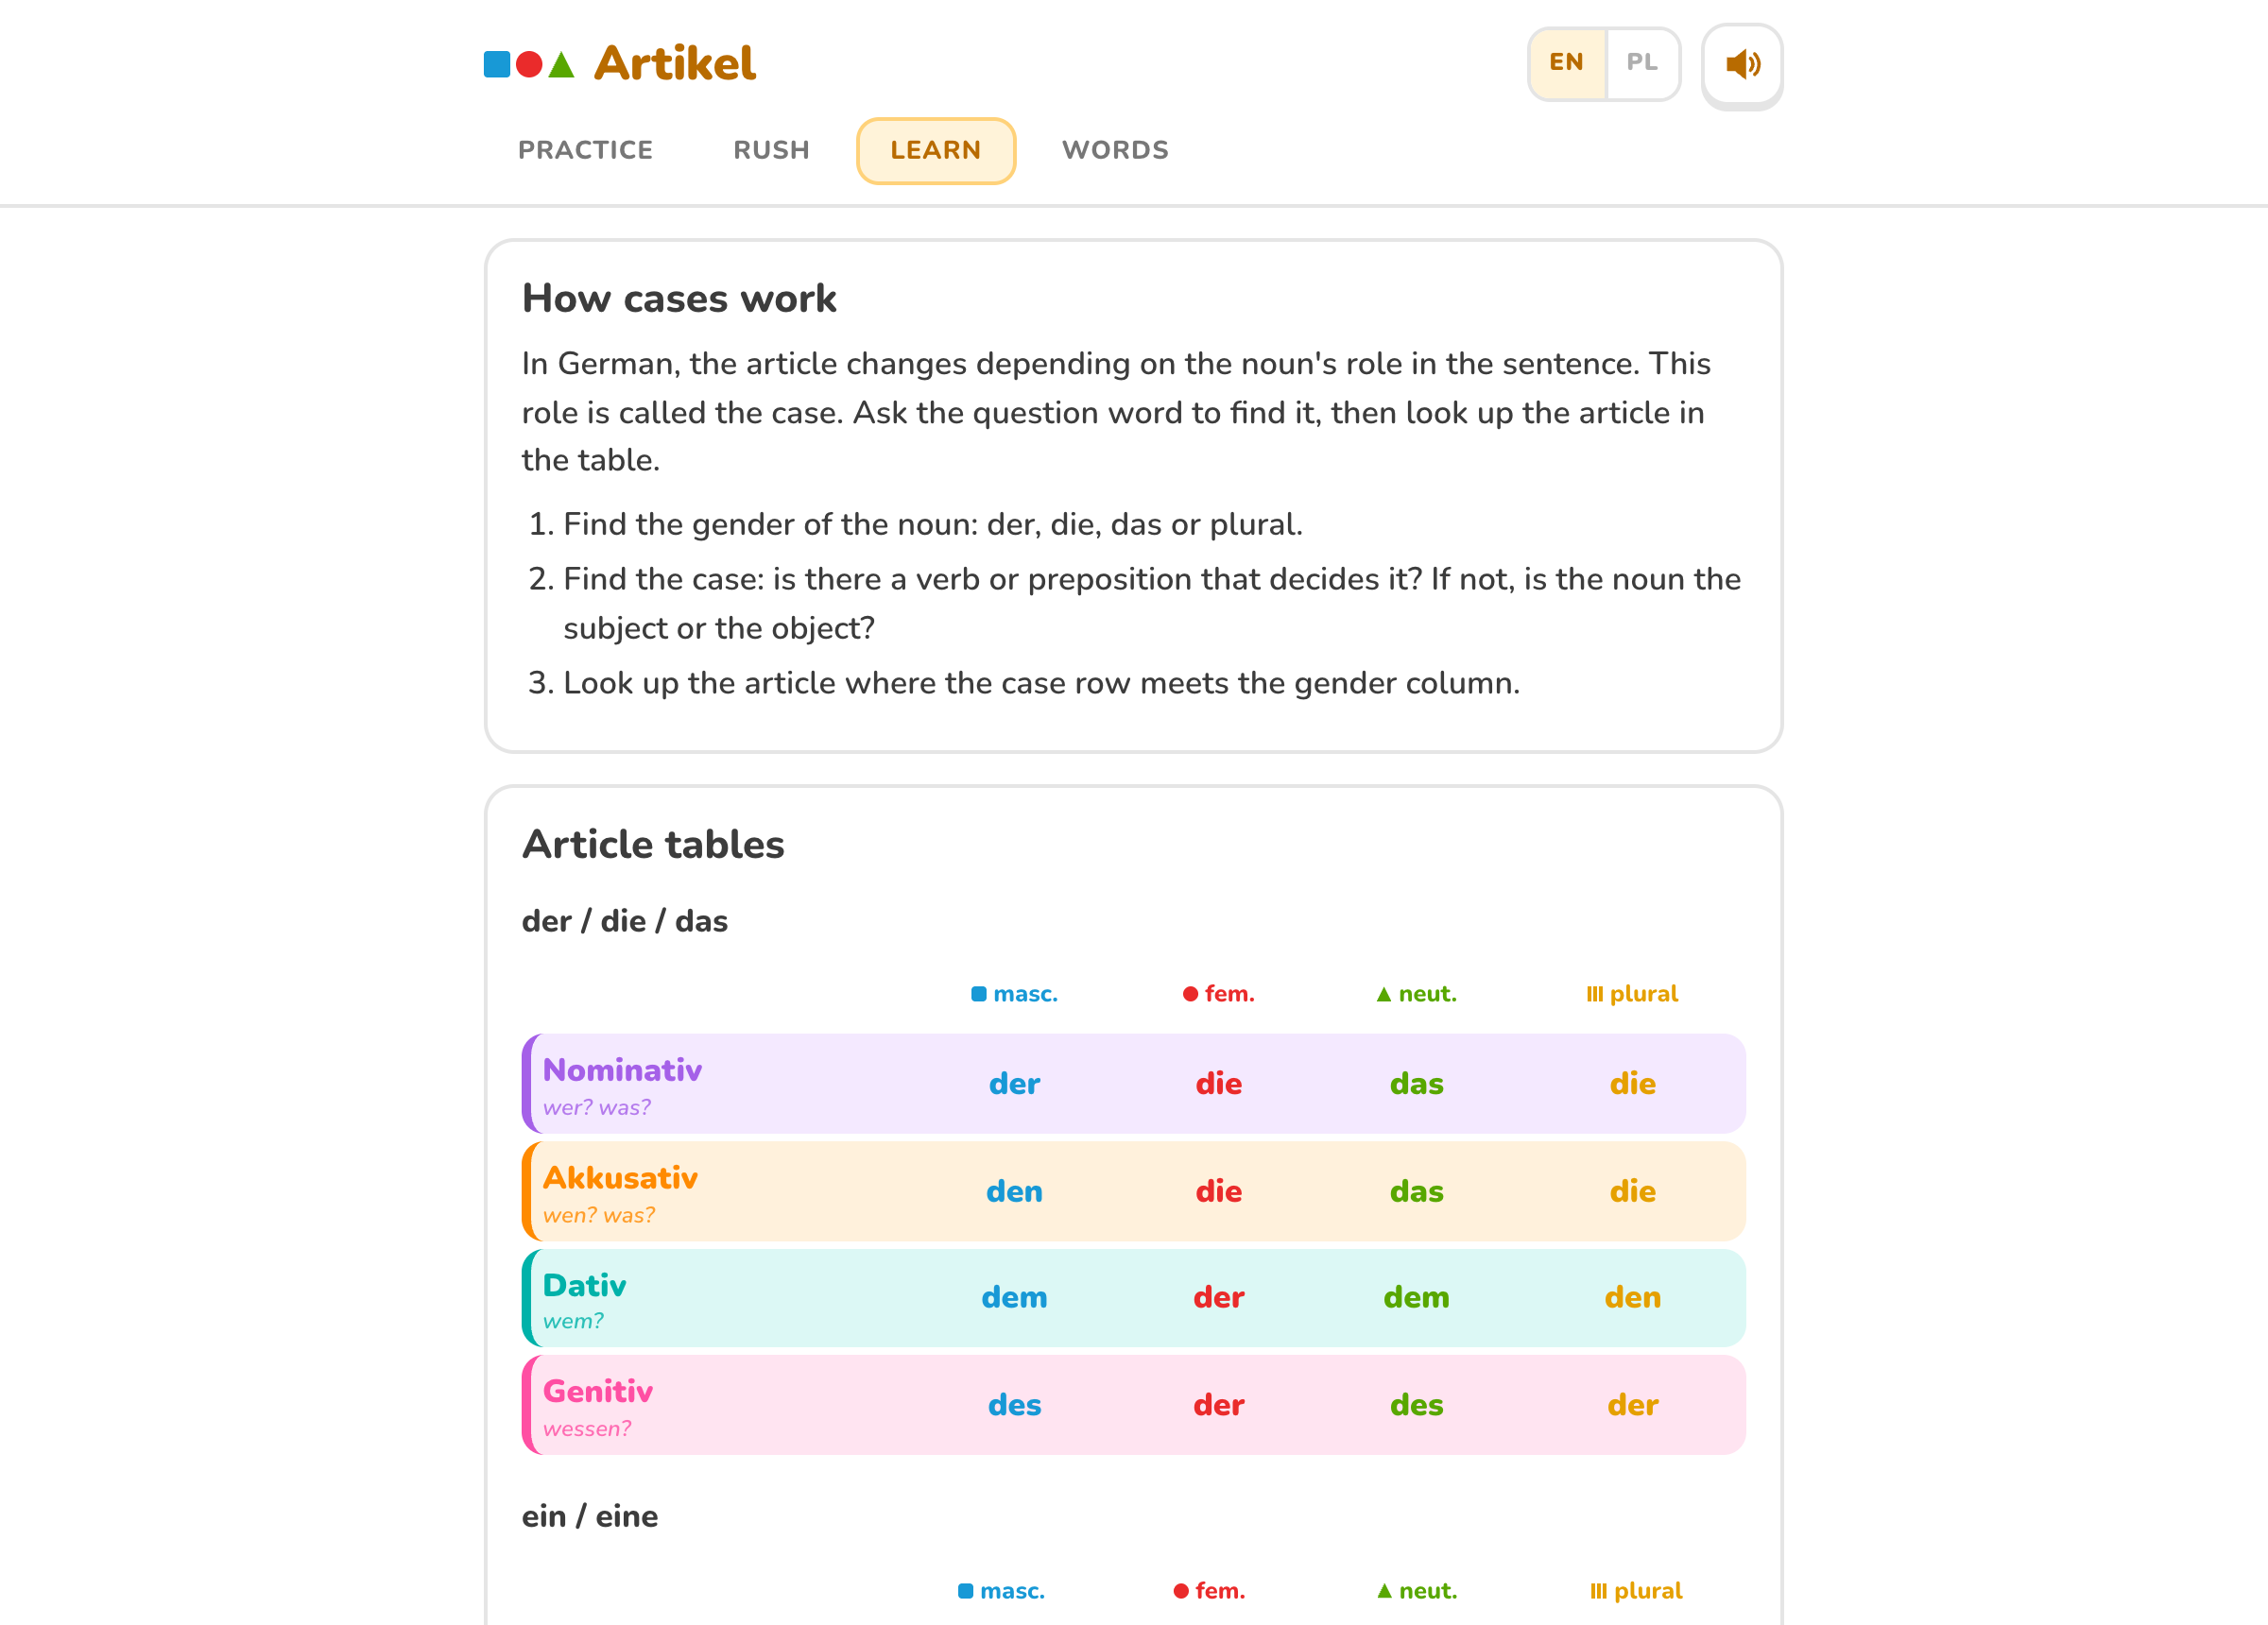 Artikel
EN PL
PRACTICE RUSH LEARN WORDS
How cases work
In German, the article changes depending on the noun's role in the sentence. This
role is called the case. Ask the question word to find it, then look up the article in
the table.
1. Find the gender of the noun: der, die, das or plural.
2. Find the case: is there a verb or preposition that decides it? If not, is the noun the
subject or the object?
3. Look up the article where the case row meets the gender column.
Article tables
der / die / das
masc. fem. neut. plural
Nominativ der die das die
wer? was?
Akkusativ den die das die
wen? was?
Dativ dem der dem den
wem?
Genitiv des der des der
wessen?
ein / eine
masc. fem. neut. plural